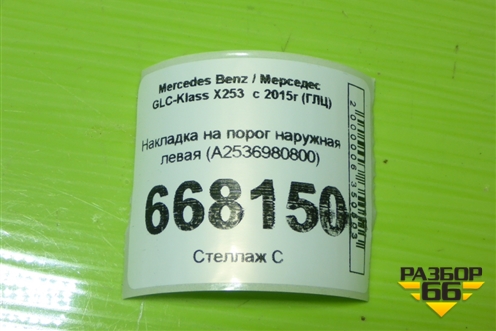 Mercedes Benz / Мерседес
GLC-Klass X253 с 2015г (ГЛЦ)
Накладка на порог наружная
левая (A2536980800)
668150
Стеллаж С
РАЗБОР
66